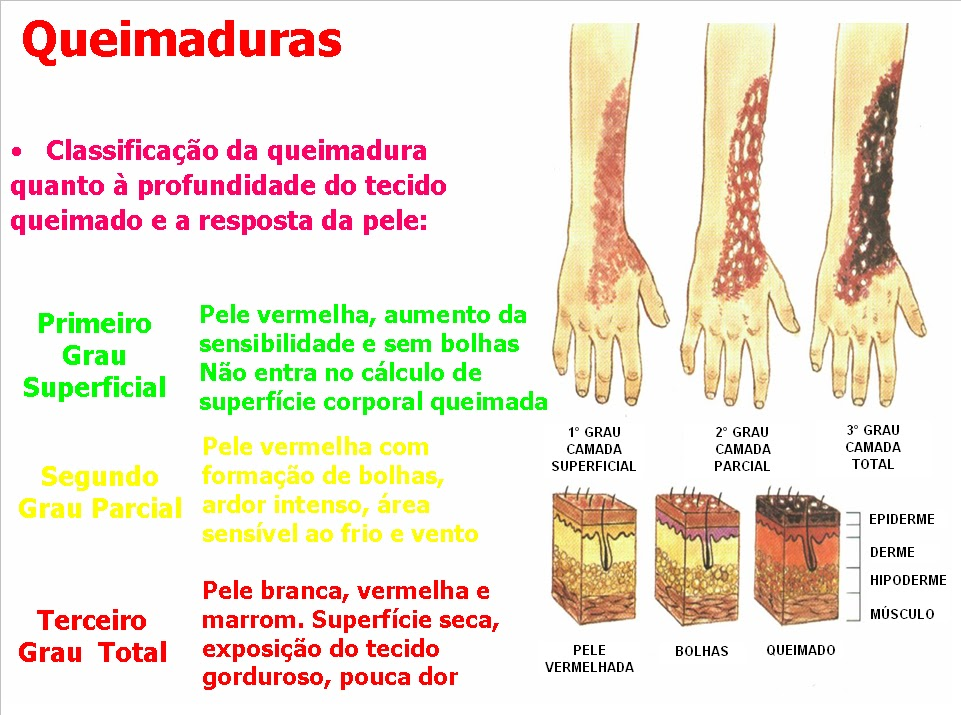 Queimaduras
• Classificação da queimadura
quanto à profundidade do tecido
queimado e a resposta da pele:
Primeiro
Grau
Superficial
Pele vermelha, aumento da
sensibilidade e sem bolhas
Não entra no cálculo de
superfície corporal queimada
Segundo
Grau Parcial
Pele vermelha com
formação de bolhas,
ardor intenso, área
sensível ao frio e vento
Terceiro
Grau Total
Pele branca, vermelha e
marrom. Superfície seca,
exposição do tecido
gorduroso, pouca dor
1° GRAU
CAMADA
SUPERFICIAL
2° GRAU
CAMADA
PARCIAL
3° GRAU
CAMADA
TOTAL
EPIDERME
DERME
HIPODERME
MÚSCULO
PELE
VERMELHADA
BOLHAS
QUEIMADO